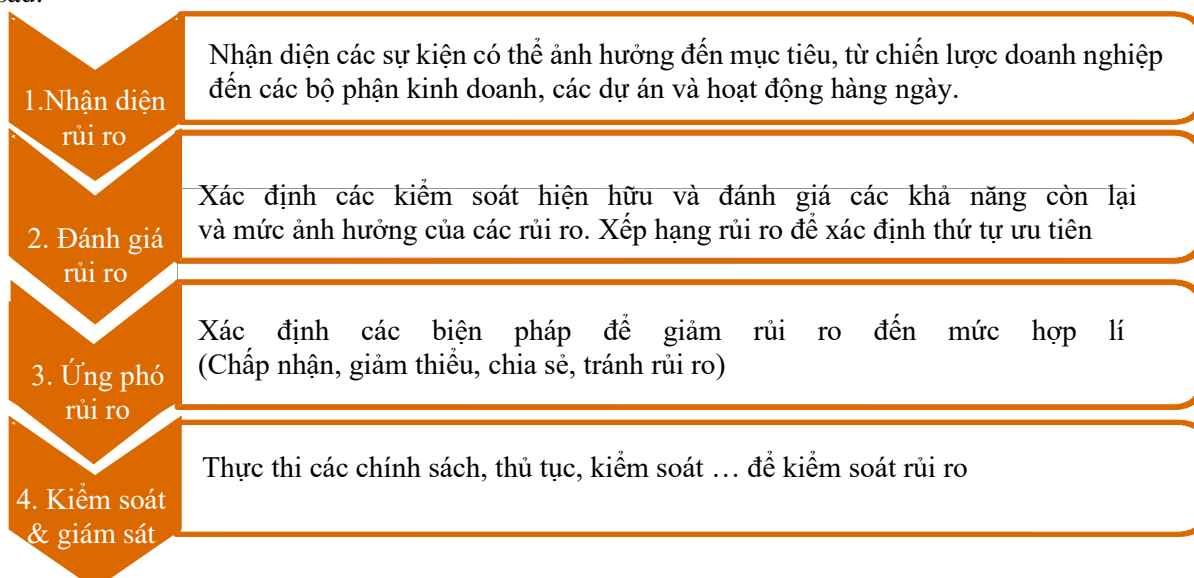 1.Nhận diện
rủi ro
Nhận diện các sự kiện có thể ảnh hưởng đến mục tiêu, từ chiến lược doanh nghiệp
đến các bộ phận kinh doanh, các dự án và hoạt động hàng ngày.
2. Đánh giá
rủi ro
Xác định các kiểm soát hiện hữu và đánh giá các khả năng còn lại
và mức ảnh hưởng của các rủi ro. Xếp hạng rủi ro để xác định thứ tự ưu tiên
3. Ứng phó
rủi ro
Xác định các biện pháp để giảm rủi ro đến mức hợp lí
(Chấp nhận, giảm thiểu, chia sẻ, tránh rủi ro)
4. Kiểm soát
& giám sát
Thực thi các chính sách, thủ tục, kiểm soát … để kiểm soát rủi ro